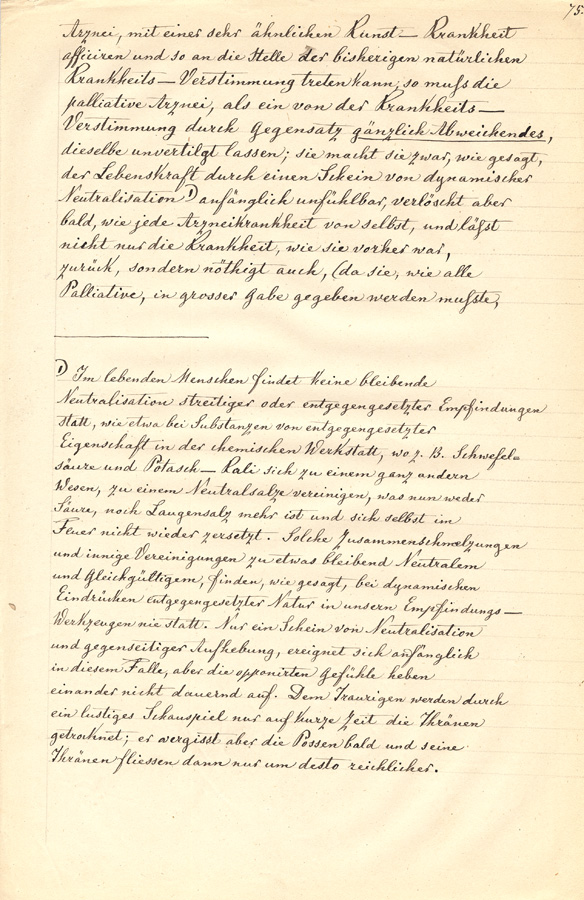 75.
Arznei, mit einer sehr ähnlichen Kunst — Krankheit
afficiren und so an die Stelle der bisherigen natürlichen
Krankheits — Verstimmung treten kann, so muſs die
palliative Arznei, als ein von der Krankheits —
Verstimmung durch Gegensatz gänzlich Abweichendes,
dieselbe unvertilgt lassen; sie macht sie zwar, wie gesagt,
der Lebenskraft durch einen Schein von dynamischer
Neutralisation 1) anfänglich unfühlbar, verlöscht aber
bald, wie jede Arzneikrankheit von selbst, und läſst
nicht nur die Krankheit, wie sie vorher war,
zurück, sondern nöthigt auch, (da sie, wie alle
Palliative, in grosser Gabe gegeben werden muſste,
1) Im lebenden Menschen findet keine bleibende
Neutralisation streitiger oder entgegengesetzter Empfindungen
statt, wie etwa bei Substanzen von entgegengesetzter
Eigenschaft in der chemischen Werkstatt, wo z. B. Schwefel=
säure und Potasch — Kali sich zu einem ganz andern
Wesen, zu einem Neutralsalze vereinigen, was nun weder
Säure, noch Laugensalz mehr ist und sich selbst im
Feuer nicht wieder zersetzt. Solche Zusammenschmelzungen
und innige Vereinigungen zu etwas bleibend Neutralem
und Gleichgültigem, finden, wie gesagt, bei dynamischen
Eindrücken entgegengesetzter Natur in unsern Empfindungs —
Werkzeugen nie statt. Nur ein Schein von Neutralisation
und gegenseitiger Aufhebung, ereignet sich anfänglich
in diesem Falle, aber die opponirten Gefühle heben
einander nicht dauernd auf. Dem Traurigen werden durch
ein lustiges Schauspiel nur auf kurze Zeit die Thränen
getrocknet; er vergisst aber die Possen bald und seine
Thränen fliessen dann nur um desto reichlicher.